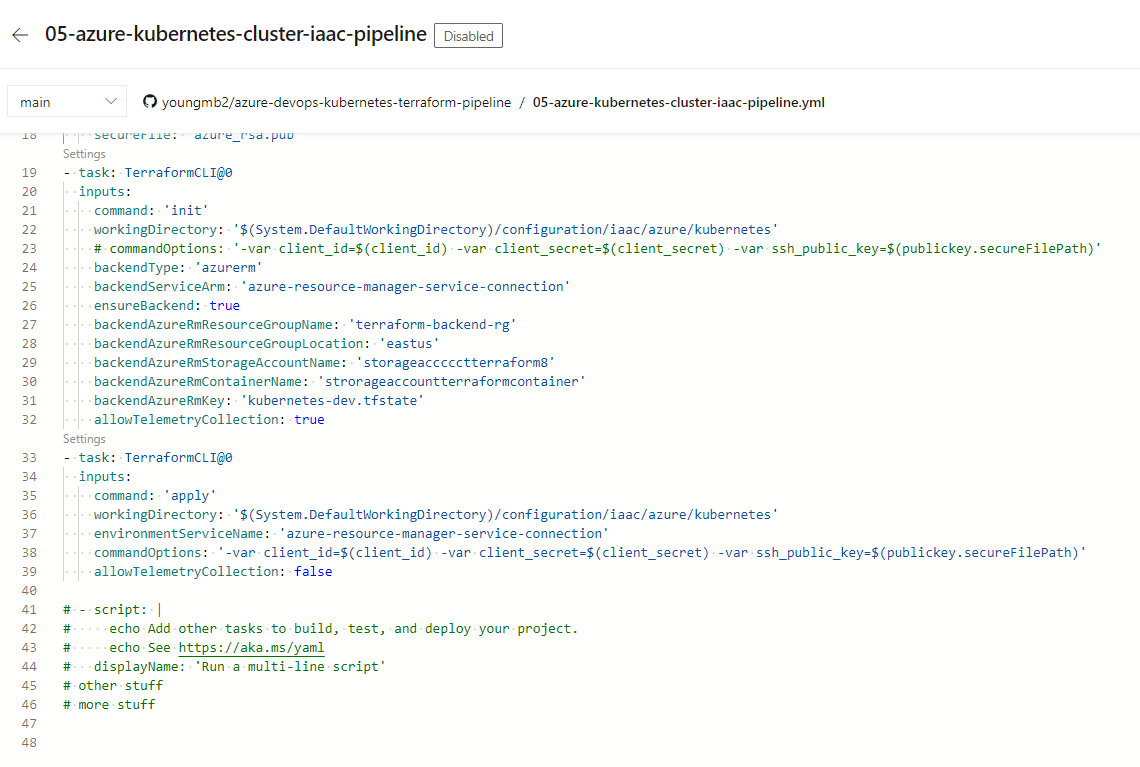 05-azure-kubernetes-cluster-iaac-pipeline Disabled
main youngmb2/azure-devops-kubernetes-terraform-pipeline / 05-azure-kubernetes-cluster-iaac-pipeline.yml
18 secureFile: 'azure_rsa.pub'
Settings
19 - task: TerraformCLI@0
20 inputs:
21 command: 'init'
22 workingDirectory: '$(System.DefaultWorkingDirectory)/configuration/iaac/azure/kubernetes'
23 # commandOptions: '-var client_id=$(client_id) -var client_secret=$(client_secret) -var ssh_public_key=$(publickey.secureFilePath)'
24 backendType: 'azurerm'
25 backendServiceArm: 'azure-resource-manager-service-connection'
26 ensureBackend: true
27 backendAzureRmResourceGroupName: 'terraform-backend-rg'
28 backendAzureRmResourceGroupLocation: 'eastus'
29 backendAzureRmStorageAccountName: 'storageaccccctterraform8'
30 backendAzureRmContainerName: 'strorageaccountterraformcontainer'
31 backendAzureRmKey: 'kubernetes-dev.tfstate'
32 allowTelemetryCollection: true
Settings
33 - task: TerraformCLI@0
34 inputs:
35 command: 'apply'
36 workingDirectory: '$(System.DefaultWorkingDirectory)/configuration/iaac/azure/kubernetes'
37 environmentServiceName: 'azure-resource-manager-service-connection'
38 commandOptions: '-var client_id=$(client_id) -var client_secret=$(client_secret) -var ssh_public_key=$(publickey.secureFilePath)'
39 allowTelemetryCollection: false
40
41 # - script: |
42 # echo Add other tasks to build, test, and deploy your project.
43 # echo See https://aka.ms/yaml
44 # displayName: 'Run a multi-line script'
45 # other stuff
46 # more stuff
47
48